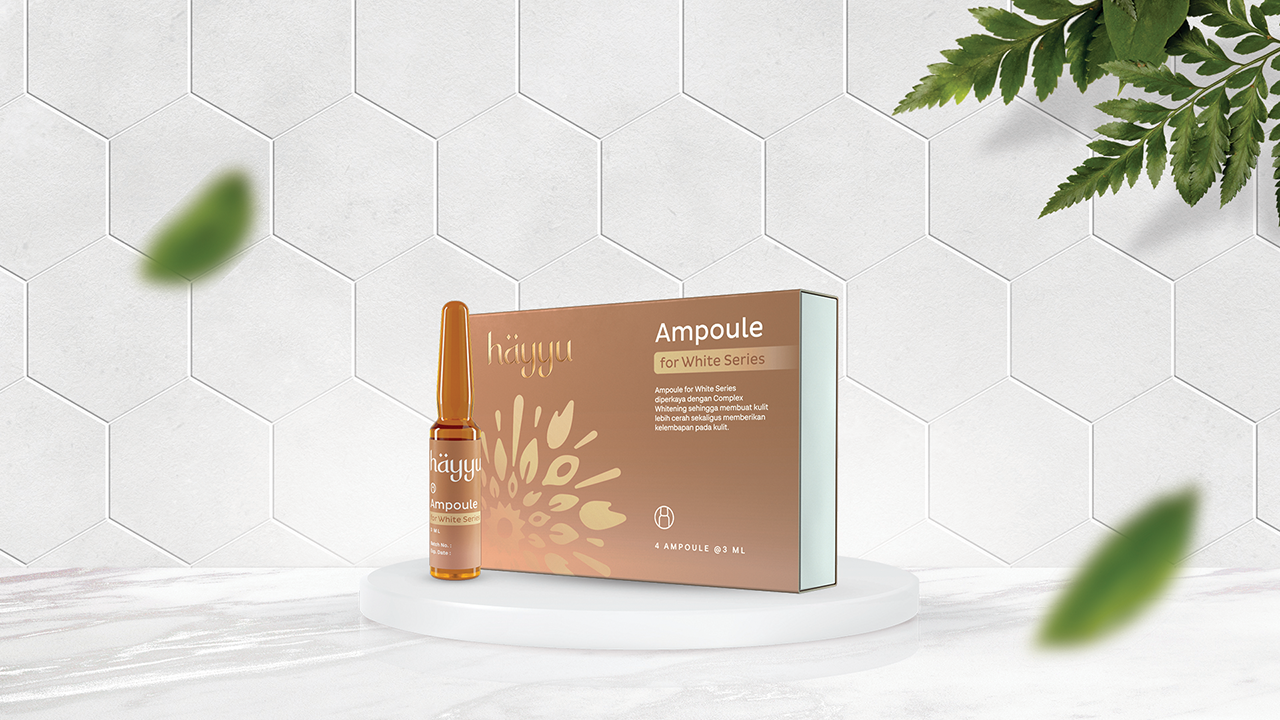 häyyu
Ampoule
for White Series
Ampoule for White Series
diperkaya dengan Complex
Whitening sehingga membuat kulit
lebih cerah sekaligus memberikan
kelembapan pada kulit.
4 AMPOULE @3 ML
häyyu
Ampoule
for White Series
3 ML
Batch No. :
Exp. Date :